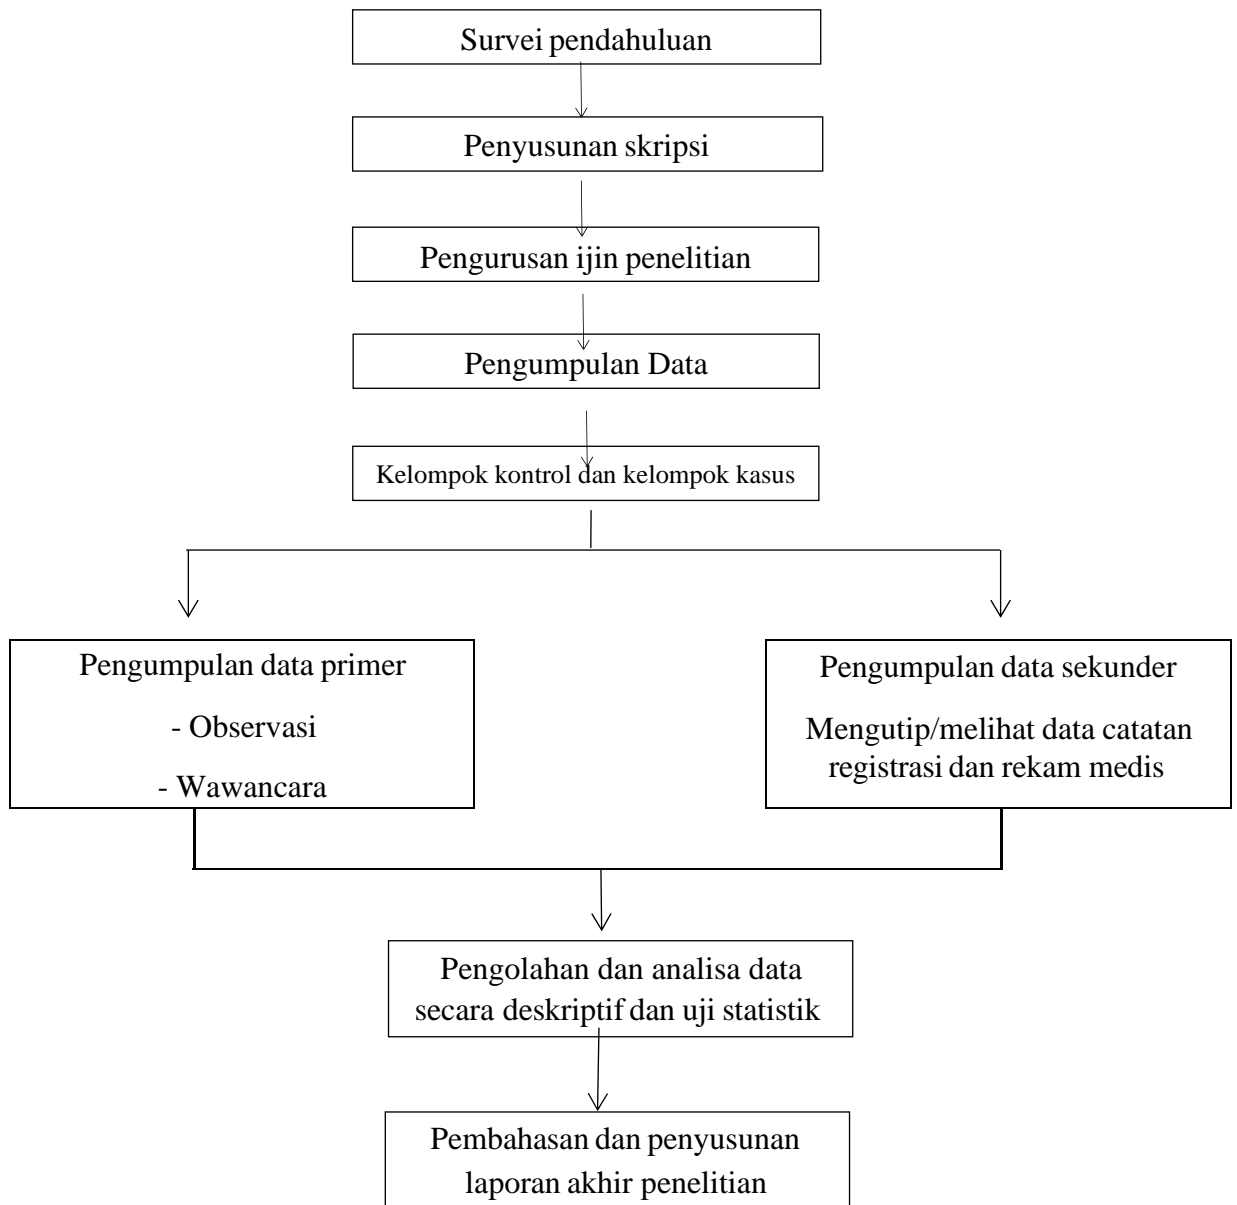 Survei pendahuluan
Penyusunan skripsi
Pengurusan ijin penelitian
Pengumpulan Data
Kelompok kontrol dan kelompok kasus
Pengumpulan data primer
- Observasi
- Wawancara
Pengumpulan data sekunder
Mengutip/melihat data catatan
registrasi dan rekam medis
Pengolahan dan analisa data
secara deskriptif dan uji statistik
Pembahasan dan penyusunan
laporan akhir penelitian